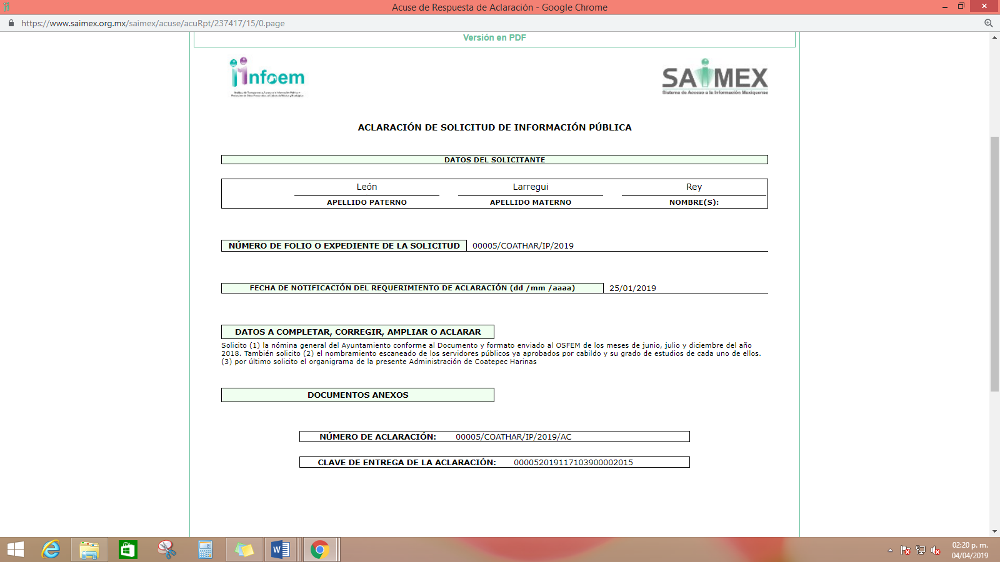 Acuse de Respuesta de Aclaración - Google Chrome
https://www.saimex.org.mx/saimex/acuse/acuRpt/237417/15/0.page
Versión en PDF
infoem
SAIMEX
Sistema de Acceso a la Información Mexiquense
ACLARACIÓN DE SOLICITUD DE INFORMACIÓN PÚBLICA
DATOS DEL SOLICITANTE
León Larregui Rey
APELLIDO PATERNO APELLIDO MATERNO NOMBRE(S):
NÚMERO DE FOLIO O EXPEDIENTE DE LA SOLICITUD 00005/COATHAR/IP/2019
FECHA DE NOTIFICACIÓN DEL REQUERIMIENTO DE ACLARACIÓN (dd /mm /aaaa) 25/01/2019
DATOS A COMPLETAR, CORREGIR, AMPLIAR O ACLARAR
Solicito (1) la nómina general del Ayuntamiento conforme al Documento y formato enviado al OSFEM de los meses de junio, julio y diciembre del año
2018. También solicito (2) el nombramiento escaneado de los servidores públicos ya aprobados por cabildo y su grado de estudios de cada uno de ellos.
(3) por último solicito el organigrama de la presente Administración de Coatepec Harinas
DOCUMENTOS ANEXOS
NÚMERO DE ACLARACIÓN: 00005/COATHAR/IP/2019/AC
CLAVE DE ENTREGA DE LA ACLARACIÓN: 000052019117103900002015
02:20 p. m.
04/04/2019